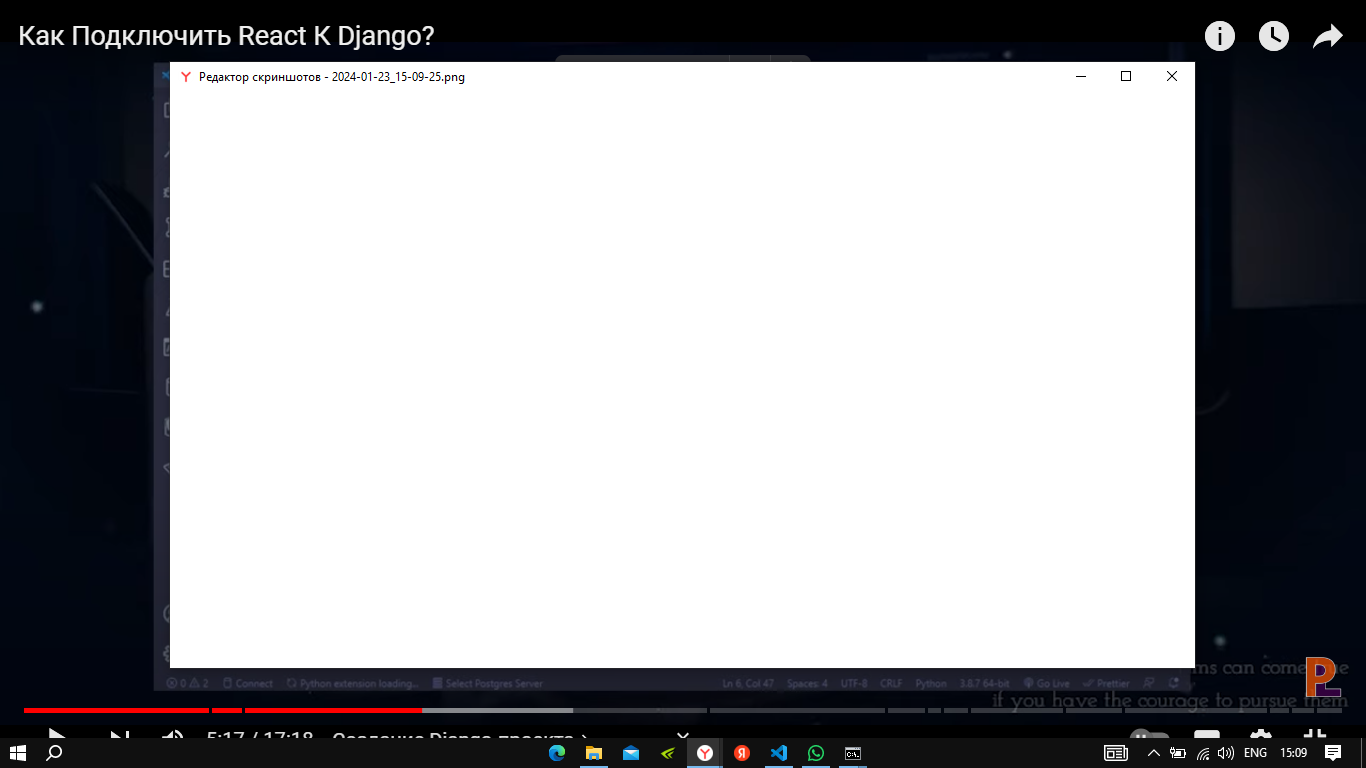 Как Подключить React К Django?
Редактор скриншотов - 2024-01-23_15-09-25.png
0 2 Connect Python extension loading... Select Postgres Server Ln 6, Col 47 Spaces: 4 UTF-8 CRLF Python 3.8.7 64-bit Go Live Prettier
ms can come
if you have the courage to pursue them
PL
5:17 / 17:18 Создание Django-проекта
ENG 15:09